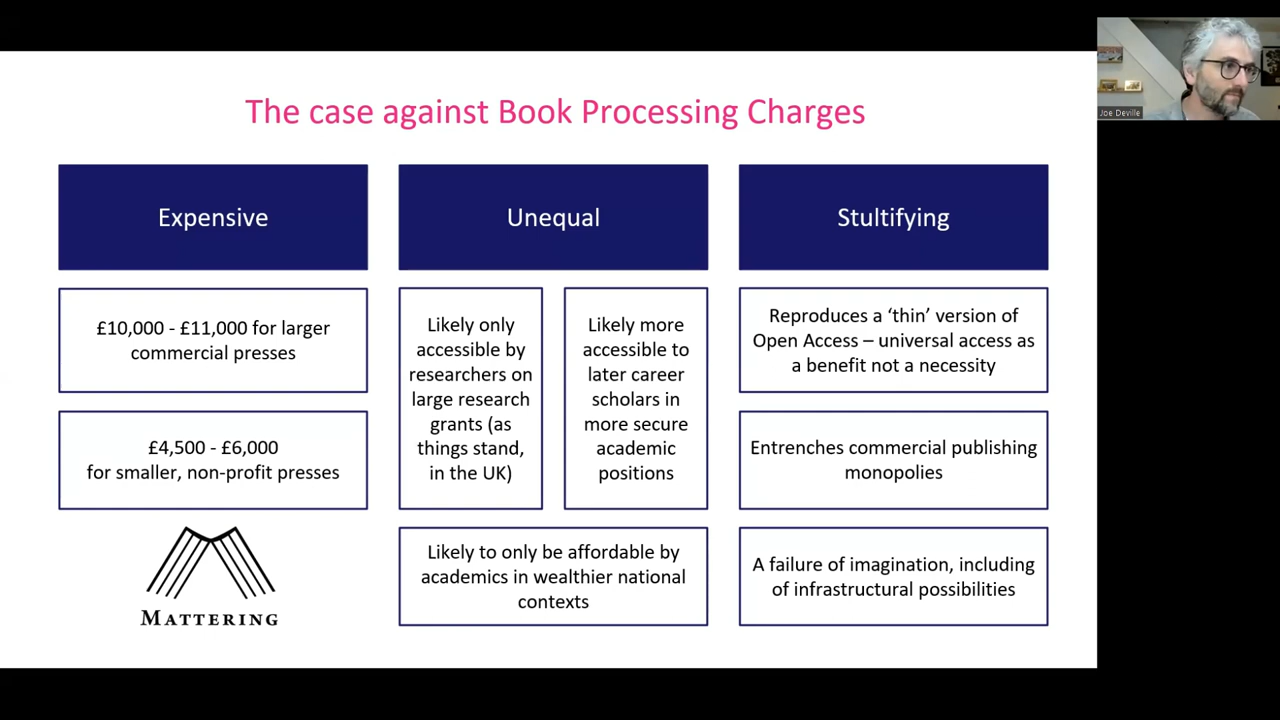 The case against Book Processing Charges
Expensive
£10,000 - £11,000 for larger
commercial presses
£4,500 - £6,000
for smaller, non-profit presses
MATTERING
Unequal
Likely only
accessible by
researchers on
large research
grants (as
things stand,
in the UK)
Likely more
accessible to
later career
scholars in
more secure
academic
positions
Likely to only be affordable by
academics in wealthier national
contexts
Stultifying
Reproduces a ‘thin’ version of
Open Access – universal access as
a benefit not a necessity
Entrenches commercial publishing
monopolies
A failure of imagination, including
of infrastructural possibilities
Joe Deville